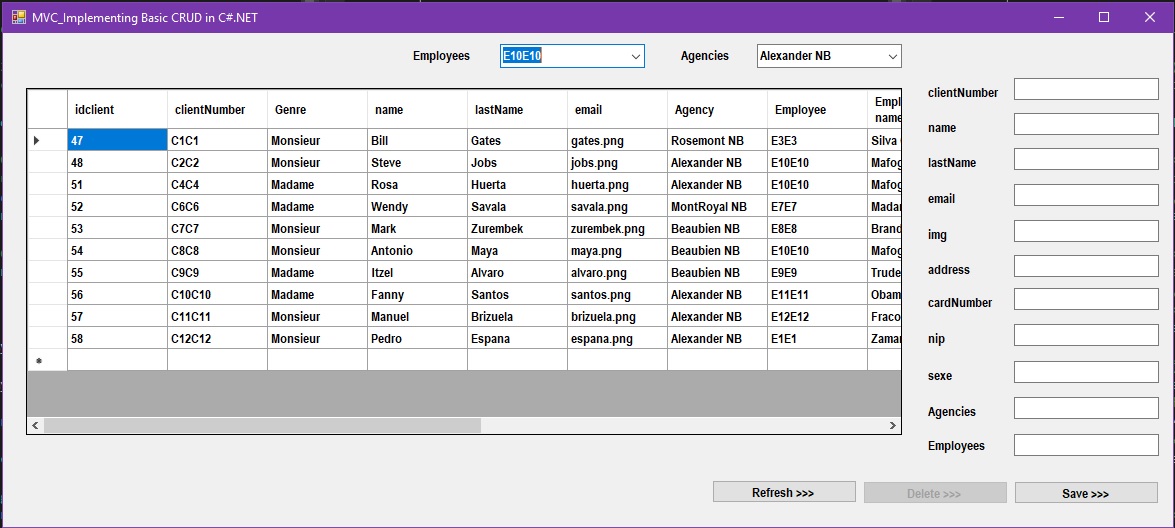 MVC_Implementing Basic CRUD in C#.NET
Employees E10E10 Agencies Alexander NB
idclient clientNumber Genre name lastName email Agency Employee Empl
name
47 C1C1 Monsieur Bill Gates gates.png Rosemont NB E3E3 Silva
48 C2C2 Monsieur Steve Jobs jobs.png Alexander NB E10E10 Mafog
51 C4C4 Madame Rosa Huerta huerta.png Alexander NB E10E10 Mafog
52 C6C6 Madame Wendy Savala savala.png MontRoyal NB E7E7 Madar
53 C7C7 Monsieur Mark Zurembek zurembek.png Beaubien NB E8E8 Brand
54 C8C8 Monsieur Antonio Maya maya.png Beaubien NB E10E10 Mafog
55 C9C9 Madame Itzel Alvaro alvaro.png Beaubien NB E9E9 Trude
56 C10C10 Madame Fanny Santos santos.png Alexander NB E11E11 Obam
57 C11C11 Monsieur Manuel Brizuela brizuela.png Alexander NB E12E12 Fraco
58 C12C12 Monsieur Pedro Espana espana.png Alexander NB E1E1 Zamar
clientNumber
name
lastName
email
img
address
cardNumber
nip
sexe
Agencies
Employees
Refresh >>> Delete >>> Save >>>